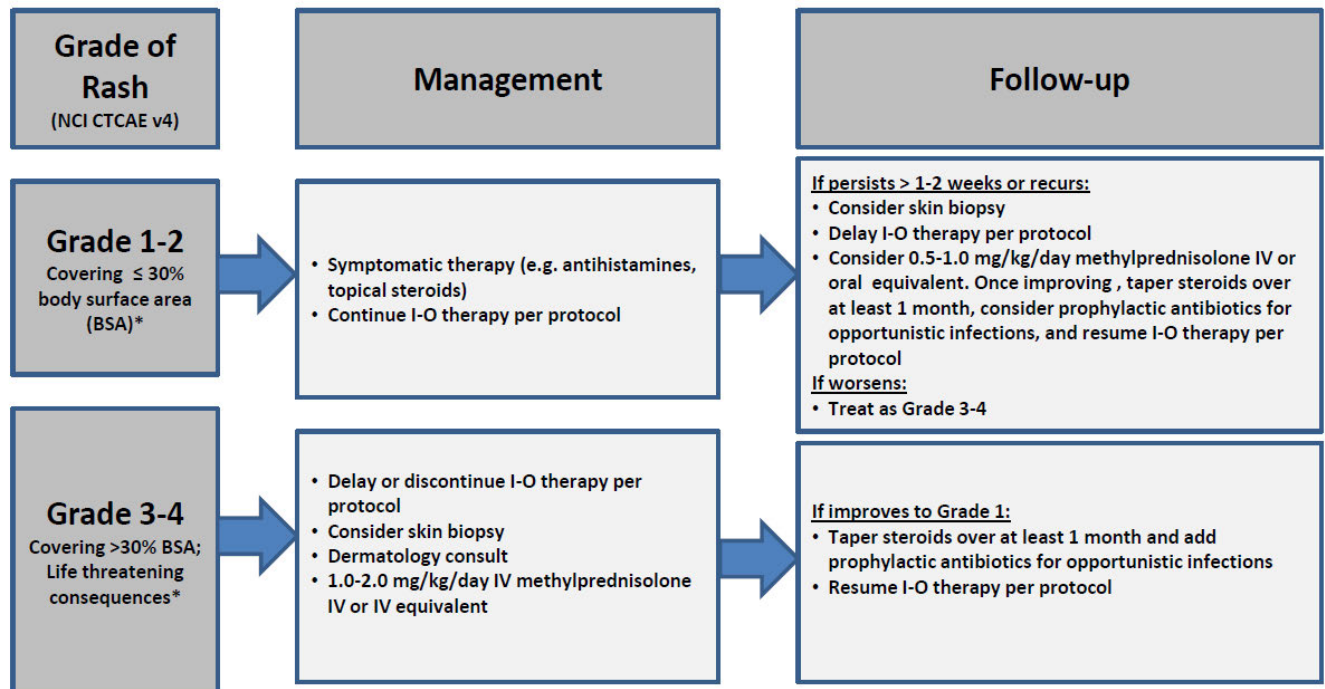 Grade of
Rash
(NCI CTCAE v4)
Management
Follow-up
Grade 1-2
Covering ≤ 30%
body surface area
(BSA)*
• Symptomatic therapy (e.g. antihistamines,
topical steroids)
• Continue I-O therapy per protocol
If persists > 1-2 weeks or recurs:
• Consider skin biopsy
• Delay I-O therapy per protocol
• Consider 0.5-1.0 mg/kg/day methylprednisolone IV or
oral equivalent. Once improving , taper steroids over
at least 1 month, consider prophylactic antibiotics for
opportunistic infections, and resume I-O therapy per
protocol
If worsens:
• Treat as Grade 3-4
Grade 3-4
Covering >30% BSA;
Life threatening
consequences*
• Delay or discontinue I-O therapy per
protocol
• Consider skin biopsy
• Dermatology consult
• 1.0-2.0 mg/kg/day IV methylprednisolone
IV or IV equivalent
If improves to Grade 1:
• Taper steroids over at least 1 month and add
prophylactic antibiotics for opportunistic infections
• Resume I-O therapy per protocol